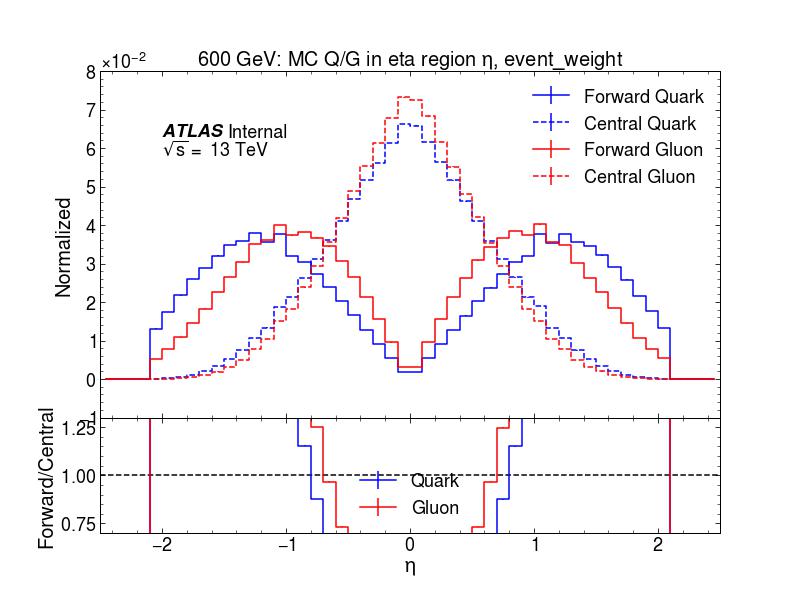 ×10⁻²
600 GeV: MC Q/G in eta region η, event_weight
8
7
6
5
4
3
2
1
0
−1
Normalized
ATLAS Internal
√s = 13 TeV
Forward Quark
Central Quark
Forward Gluon
Central Gluon
1.25
1.00
0.75
Forward/Central
Quark
Gluon
−2 −1 0 1 2
η